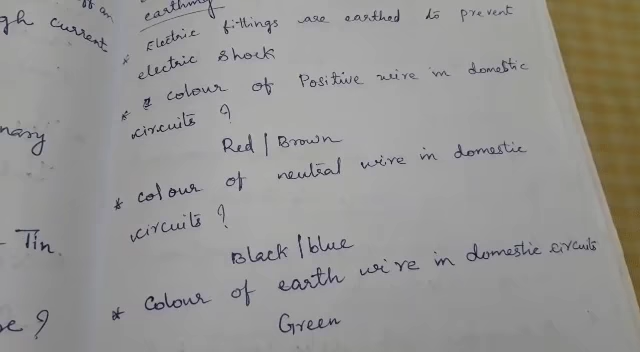 earthing
gh current
* Electric fittings are earthed to prevent
electric shock
* colour of Positive wire in domestic
circuits ?
Red | Brown
nary
* colour of neutral wire in domestic
circuits ?
Black | blue
- Tin.
* Colour of earth wire in domestic circuits
Green
?